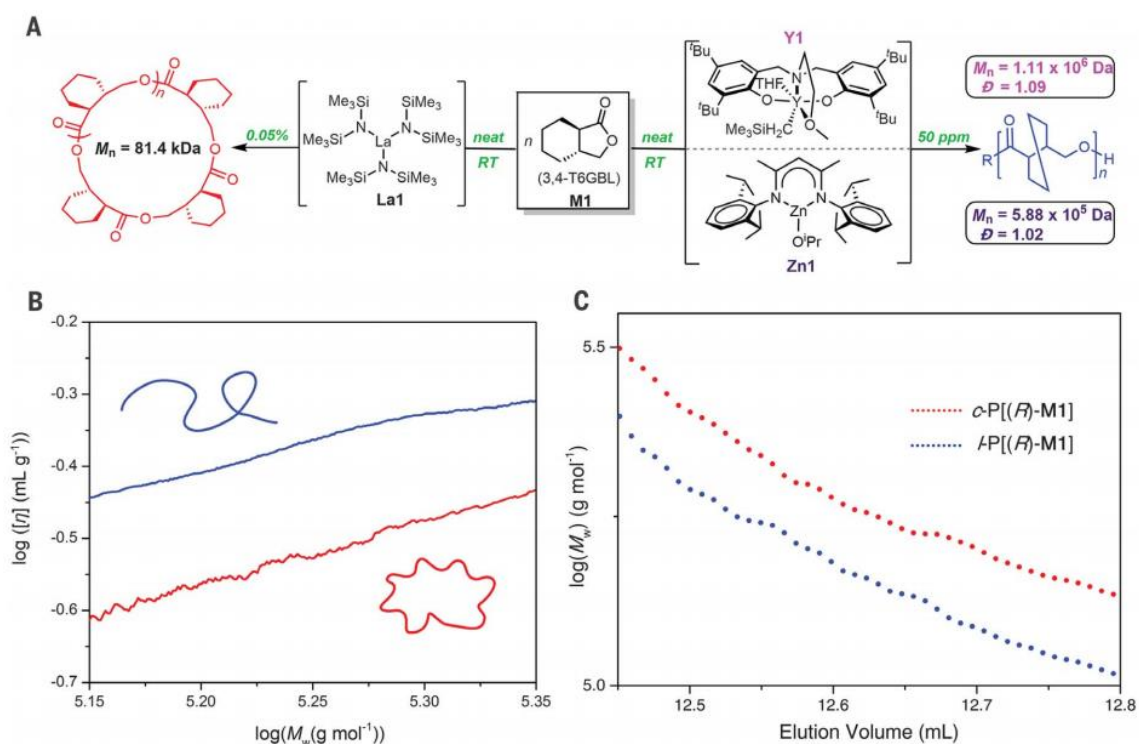 A
O
O
n
O
O
O
O
O
O
M_n = 81.4 kDa
0.05%
Me3Si
SiMe3
N
SiMe3
Me3Si
N
La
N
Me3Si
SiMe3
La1
neat
RT
n
O
O
(3,4-T6GBL)
M1
neat
RT
Y1
tBu
tBu
N
THF
Y
O
O
tBu
tBu
Me3SiH2C
O
N
N
Zn
OiPr
Zn1
50 ppm
M_n = 1.11 x 10^6 Da
Đ = 1.09
O
R
O
H
n
M_n = 5.88 x 10^5 Da
Đ = 1.02
B
-0.2
-0.3
-0.4
-0.5
-0.6
-0.7
log ([η] (mL g-1))
5.15
5.20
5.25
5.30
5.35
log(Mw(g mol-1))
C
5.5
5.0
log(Mw) (g mol-1)
c-P[(R)-M1]
l-P[(R)-M1]
12.5
12.6
12.7
12.8
Elution Volume (mL)